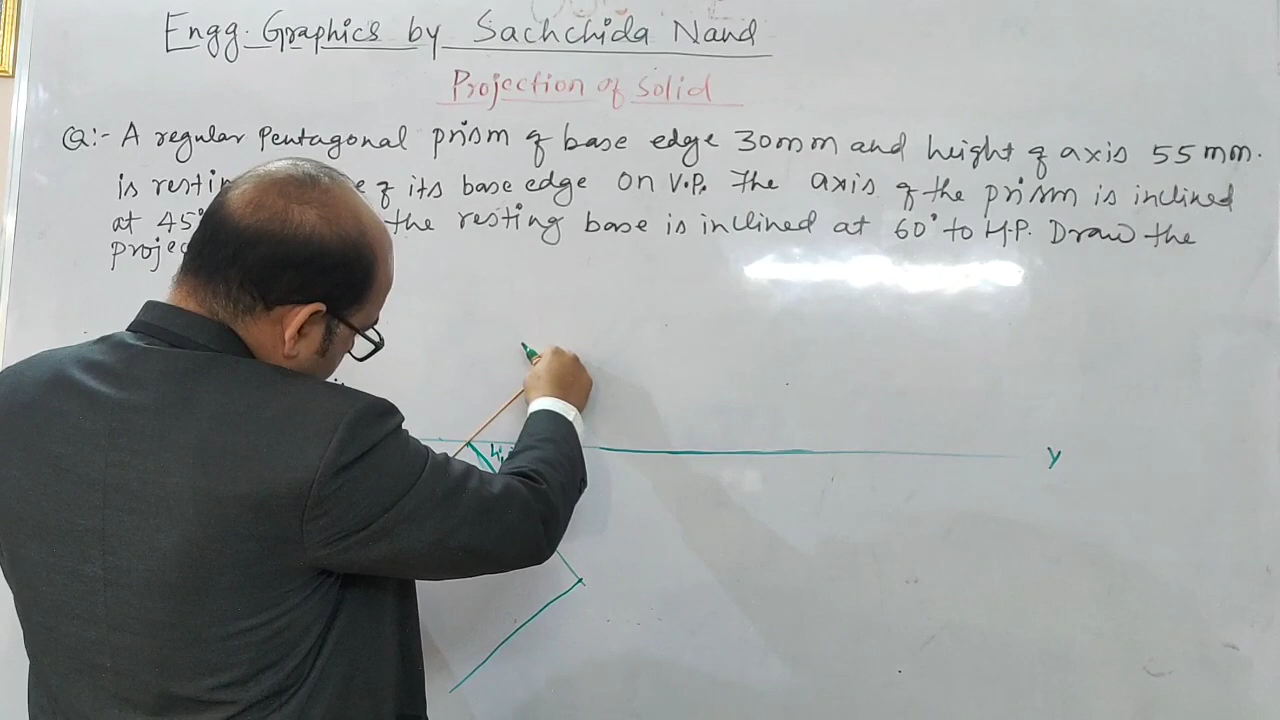 Engg. Graphics by Sachchida Nand
Projection of Solid
Q:- A regular Pentagonal prism of base edge 30mm and height of axis 55mm.
is of its base edge on V.P. The axis of the prism is inclined
at 45° the resting base is inclined at 60° to H.P. Draw the
Y